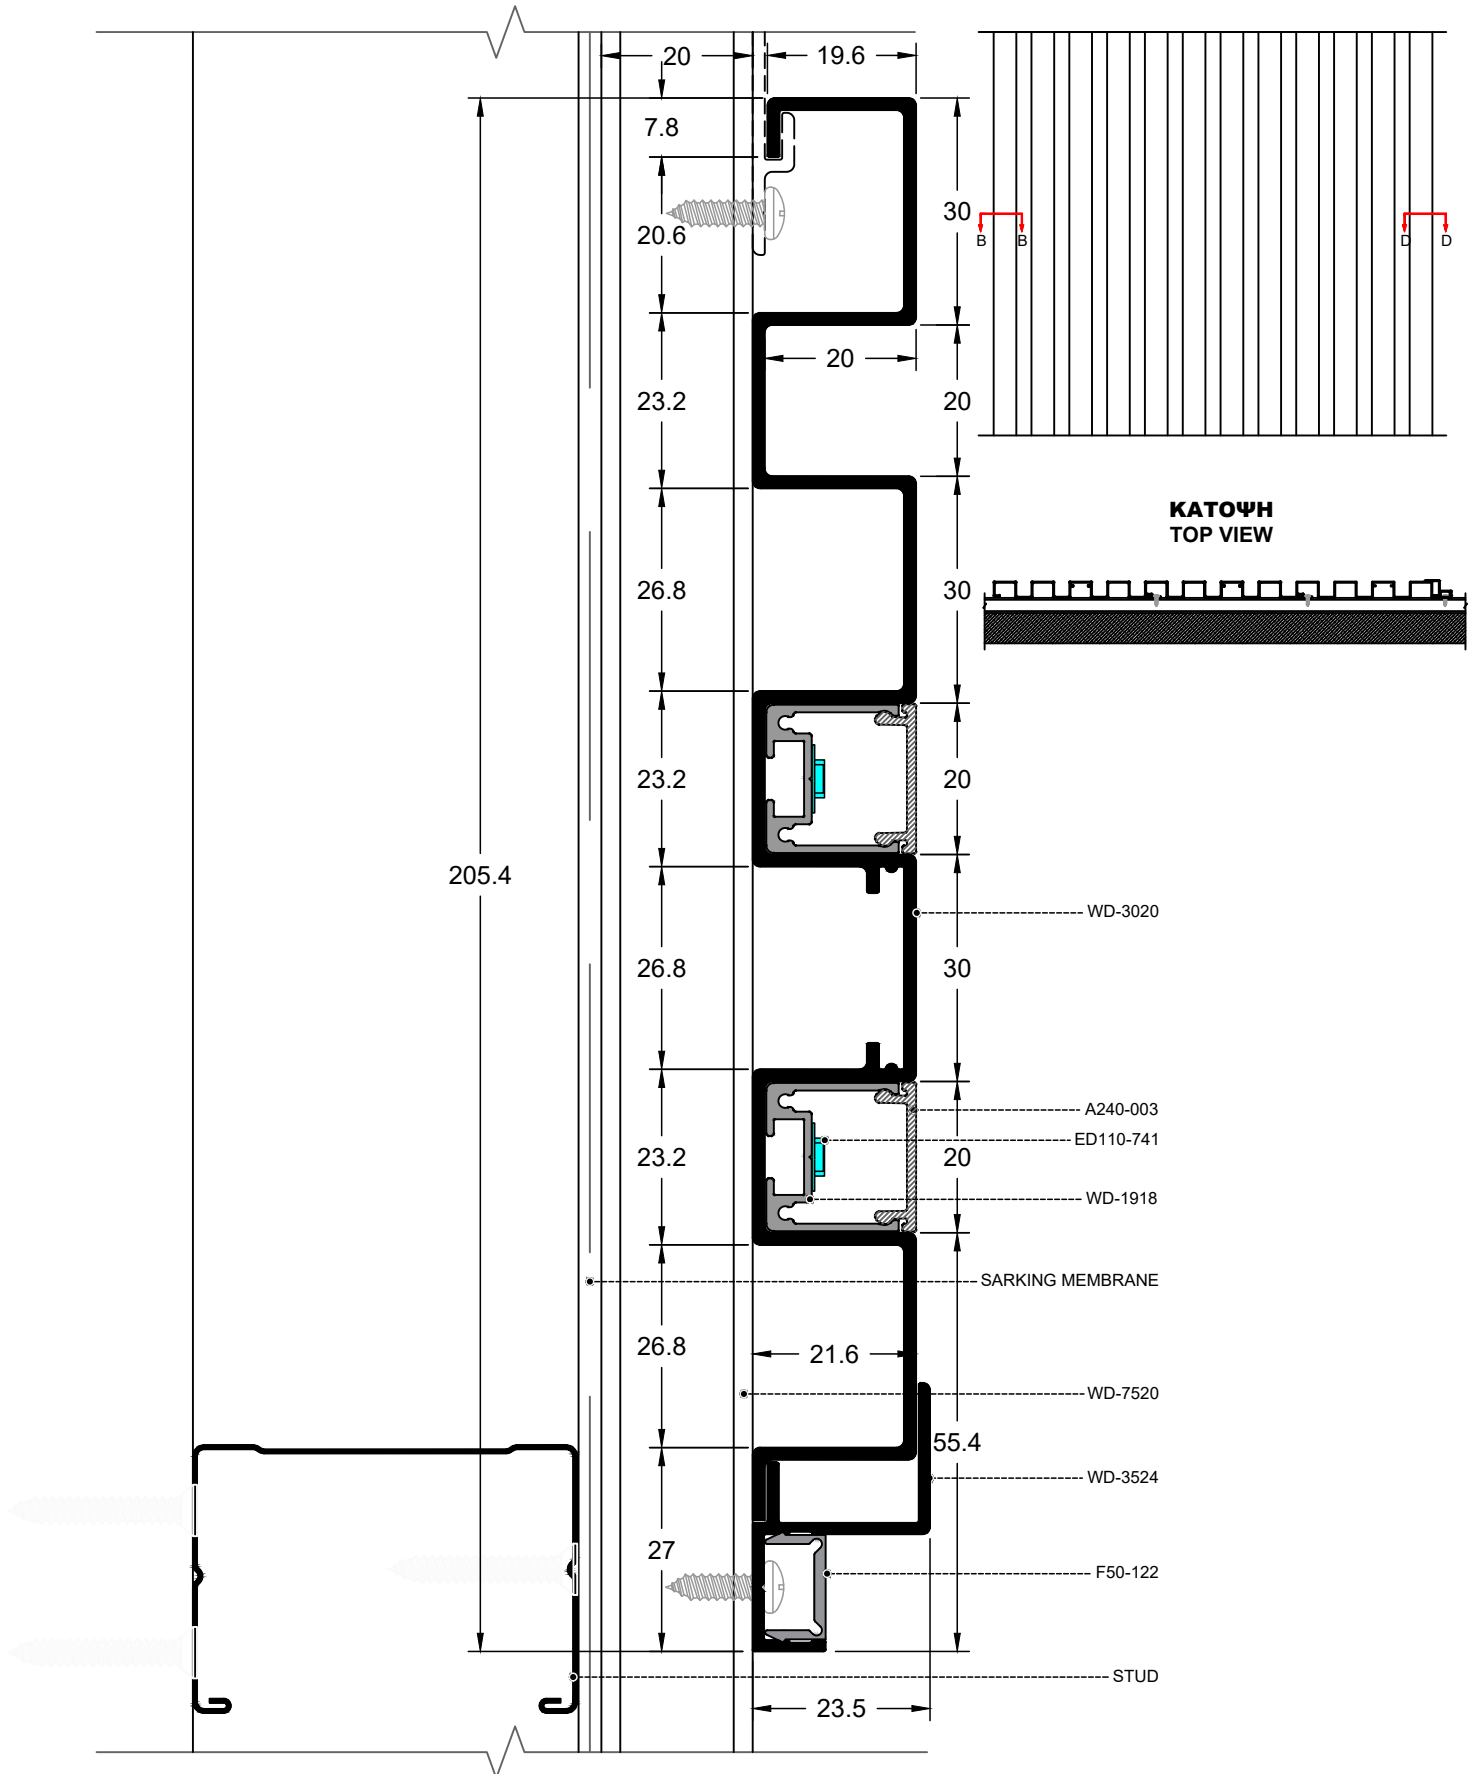 20
19.6
7.8
20.6
30
B
B
D
D
20
23.2
20
ΚΑΤΟΨΗ
TOP VIEW
26.8
30
23.2
20
205.4
WD-3020
26.8
30
A240-003
ED110-741
23.2
20
WD-1918
SARKING MEMBRANE
26.8
21.6
WD-7520
55.4
WD-3524
27
F50-122
STUD
23.5